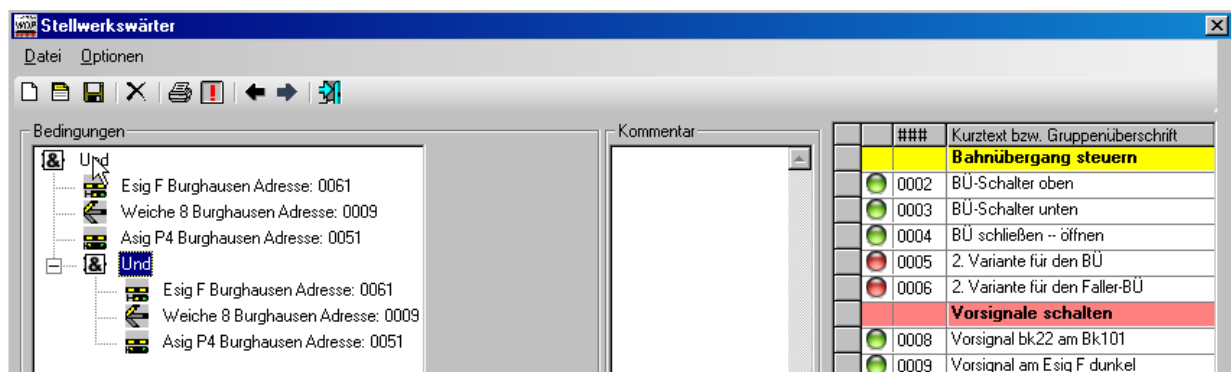 WDP Stellwerkswärter
Datei Optionen
Bedingungen
& Und
Esig F Burghausen Adresse: 0061
Weiche 8 Burghausen Adresse: 0009
Asig P4 Burghausen Adresse: 0051
& Und
Esig F Burghausen Adresse: 0061
Weiche 8 Burghausen Adresse: 0009
Asig P4 Burghausen Adresse: 0051
Kommentar
### Kurztext bzw. Gruppenüberschrift
Bahnübergang steuern
0002 BÜ-Schalter oben
0003 BÜ-Schalter unten
0004 BÜ schließen -- öffnen
0005 2. Variante für den BÜ
0006 2. Variante für den Faller-BÜ
Vorsignale schalten
0008 Vorsignal bk22 am Bk101
0009 Vorsignal am Esig F dunkel